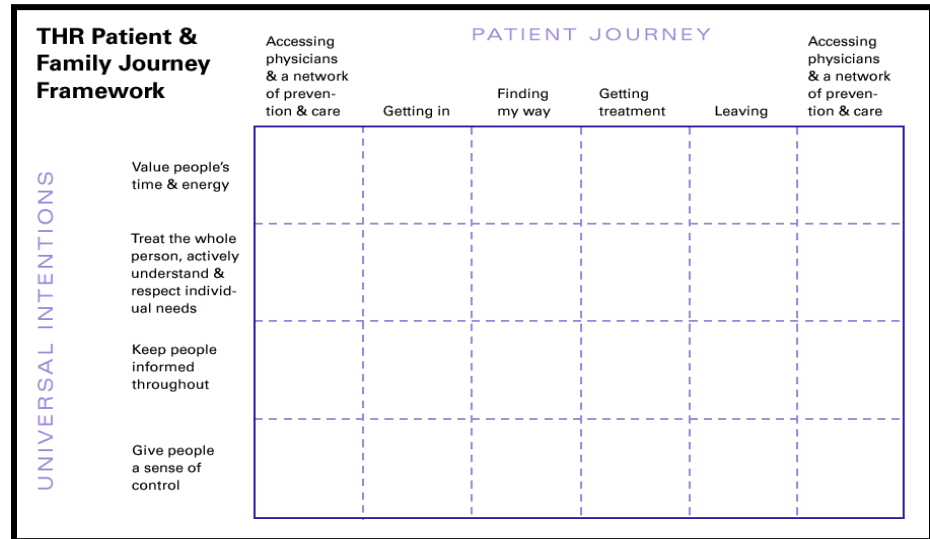 THR Patient &
Family Journey
Framework
PATIENT JOURNEY
Accessing
physicians
& a network
of preven-
tion & care
Getting in
Finding
my way
Getting
treatment
Leaving
Accessing
physicians
& a network
of preven-
tion & care
UNIVERSAL INTENTIONS
Value people’s
time & energy
Treat the whole
person, actively
understand &
respect individ-
ual needs
Keep people
informed
throughout
Give people
a sense of
control